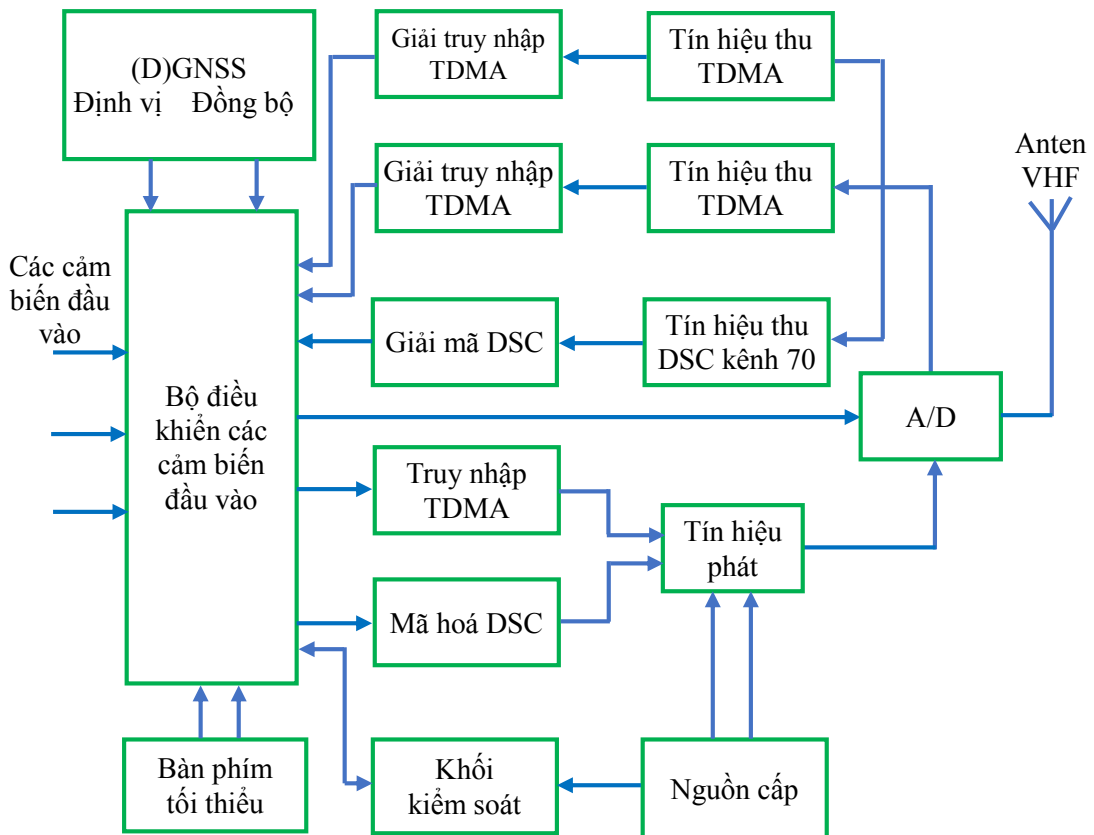 (D)GNSS
Định vị Đồng bộ
Giải truy nhập
TDMA
Tín hiệu thu
TDMA
Giải truy nhập
TDMA
Tín hiệu thu
TDMA
Anten
VHF
Các cảm
biến đầu
vào
Giải mã DSC
Tín hiệu thu
DSC kênh 70
Bộ điều
khiển các
cảm biến
đầu vào
A/D
Truy nhập
TDMA
Tín hiệu
phát
Mã hoá DSC
Bàn phím
tối thiểu
Khối
kiểm soát
Nguồn cấp